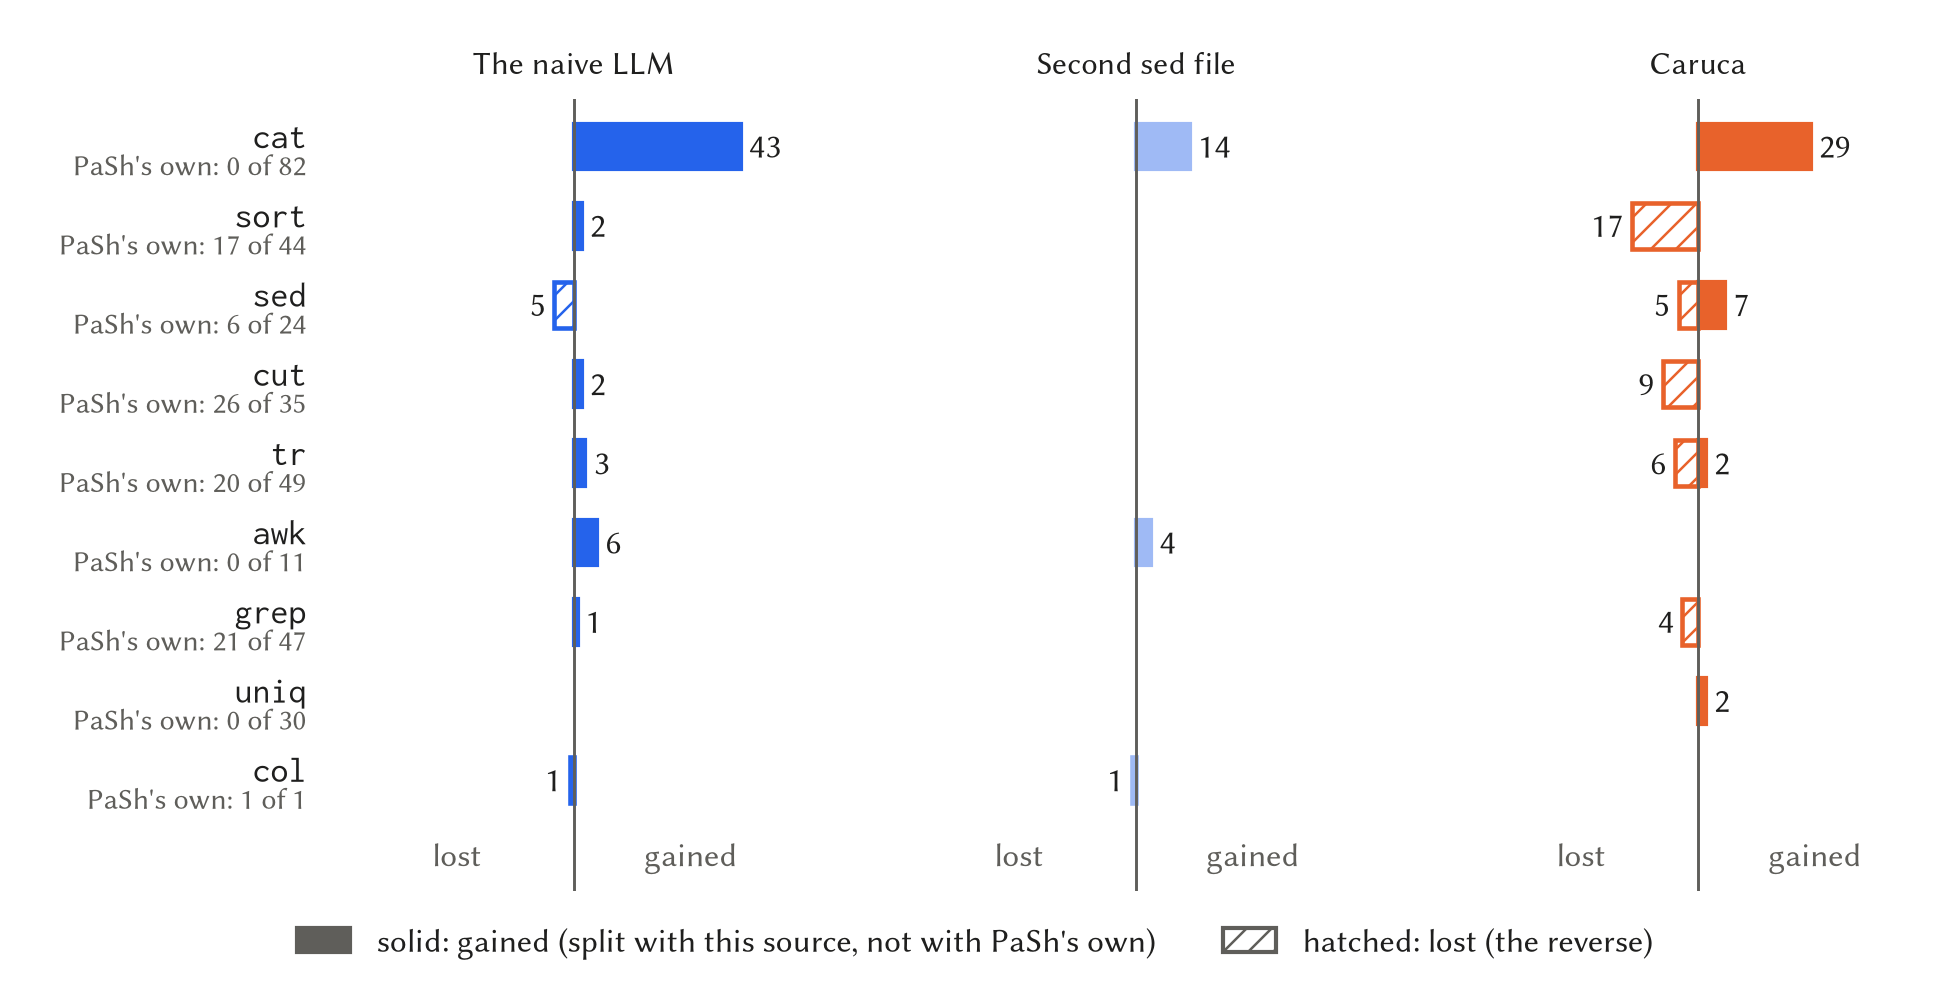 The naive LLM
Second sed file
Caruca
cat
PaSh's own: 0 of 82
43
14
29
sort
PaSh's own: 17 of 44
2
17
sed
PaSh's own: 6 of 24
5
5
7
cut
PaSh's own: 26 of 35
2
9
tr
PaSh's own: 20 of 49
3
6
2
awk
PaSh's own: 0 of 11
6
4
grep
PaSh's own: 21 of 47
1
4
uniq
PaSh's own: 0 of 30
2
col
PaSh's own: 1 of 1
1
1
lost
gained
lost
gained
lost
gained
solid: gained (split with this source, not with PaSh's own)
hatched: lost (the reverse)